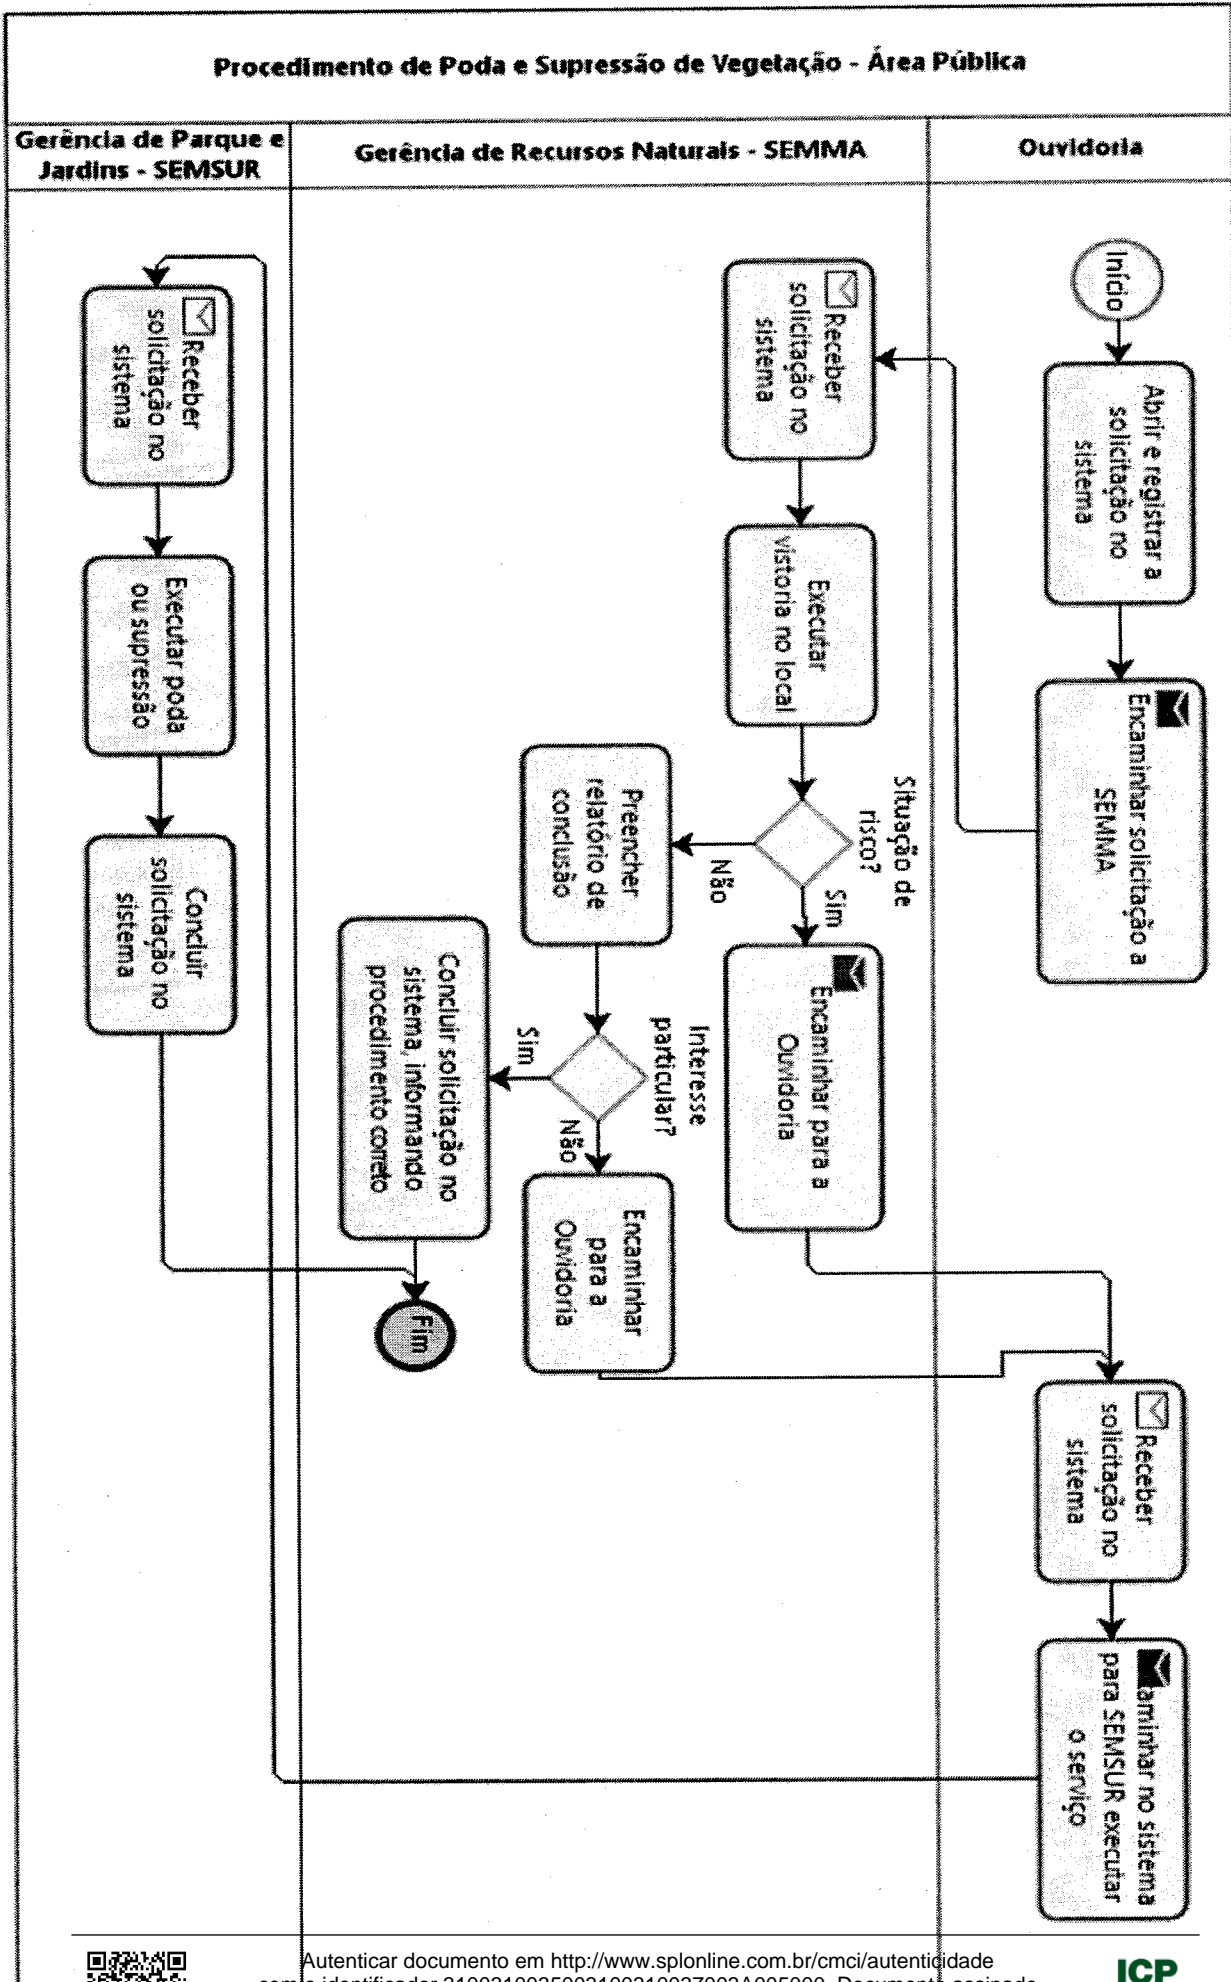 Procedimento de Poda e Supressão de Vegetação - Área Pública
Gerência de Parque e
Jardins - SEMSUR
Gerência de Recursos Naturais - SEMMA
Ouvidoria
Início
Abrir e registrar a
solicitação no
sistema
Encaminhar solicitação a
SEMMA
Receber
solicitação no
sistema
Executar
vistoria no local
Situação de
risco?
Sim
Não
Encaminhar para a
Ouvidoria
Preencher
relatório de
conclusão
Interesse
particular?
Sim
Não
Concluir solicitação no
sistema, informando
procedimento correto
Encaminhar
para a
Ouvidoria
Fim
Receber
solicitação no
sistema
aminhar no sistema
para SEMSUR executar
o serviço
Receber
solicitação no
sistema
Executar poda
ou supressão
Concluir
solicitação no
sistema
Autenticar documento em http://www.splonline.com.br/cmci/autenticidade
ICP